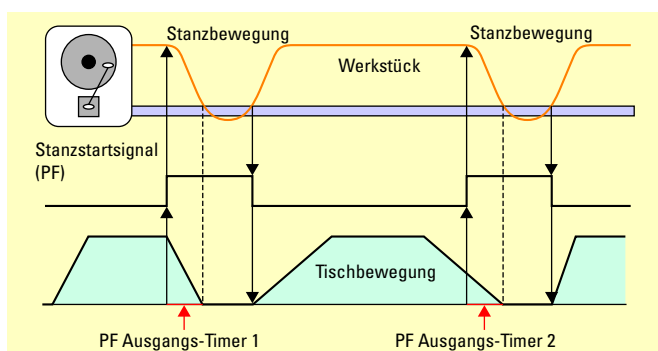 Stanzbewegung
Stanzbewegung
Werkstück
Stanzstartsignal
(PF)
Tischbewegung
PF Ausgangs-Timer 1
PF Ausgangs-Timer 2